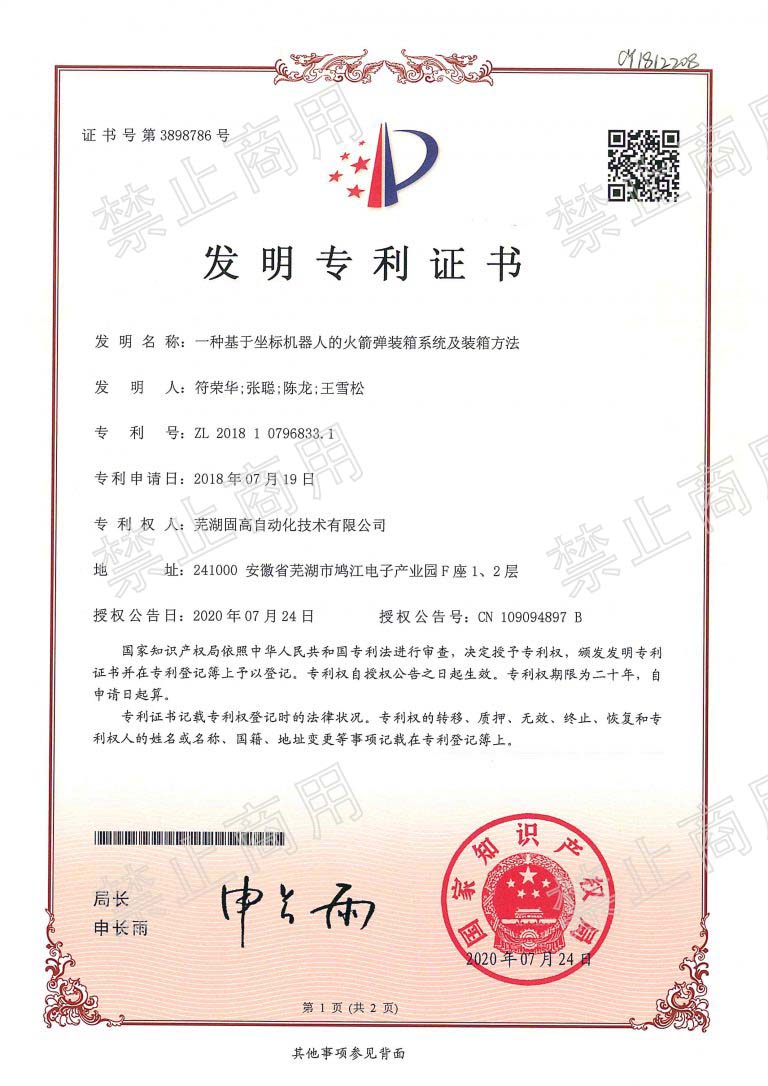 CY1812208
证书号第3898786号
发明专利证书
发明名称：一种基于坐标机器人的火箭弹装箱系统及装箱方法
发明人：符荣华;张聪;陈龙;王雪松
专利号：ZL 2018 1 0796833.1
专利申请日：2018年07月19日
专利权人：芜湖固高自动化技术有限公司
地址：241000 安徽省芜湖市鸠江电子产业园F座1、2层
授权公告日：2020年07月24日 授权公告号：CN 109094897 B
国家知识产权局依照中华人民共和国专利法进行审查，决定授予专利权，颁发发明专利
证书并在专利登记簿上予以登记。专利权自授权公告之日起生效。专利权期限为二十年，自
申请日起算。
专利证书记载专利权登记时的法律状况。专利权的转移、质押、无效、终止、恢复和专
利权人的姓名或名称、国籍、地址变更等事项记载在专利登记簿上。
局长
申长雨
申长雨
国家知识产权局
2020年07月24日
第1页(共2页)
其他事项参见背面
禁止商用
禁止商用
禁止商用
禁止商用
禁止商用
禁止商用